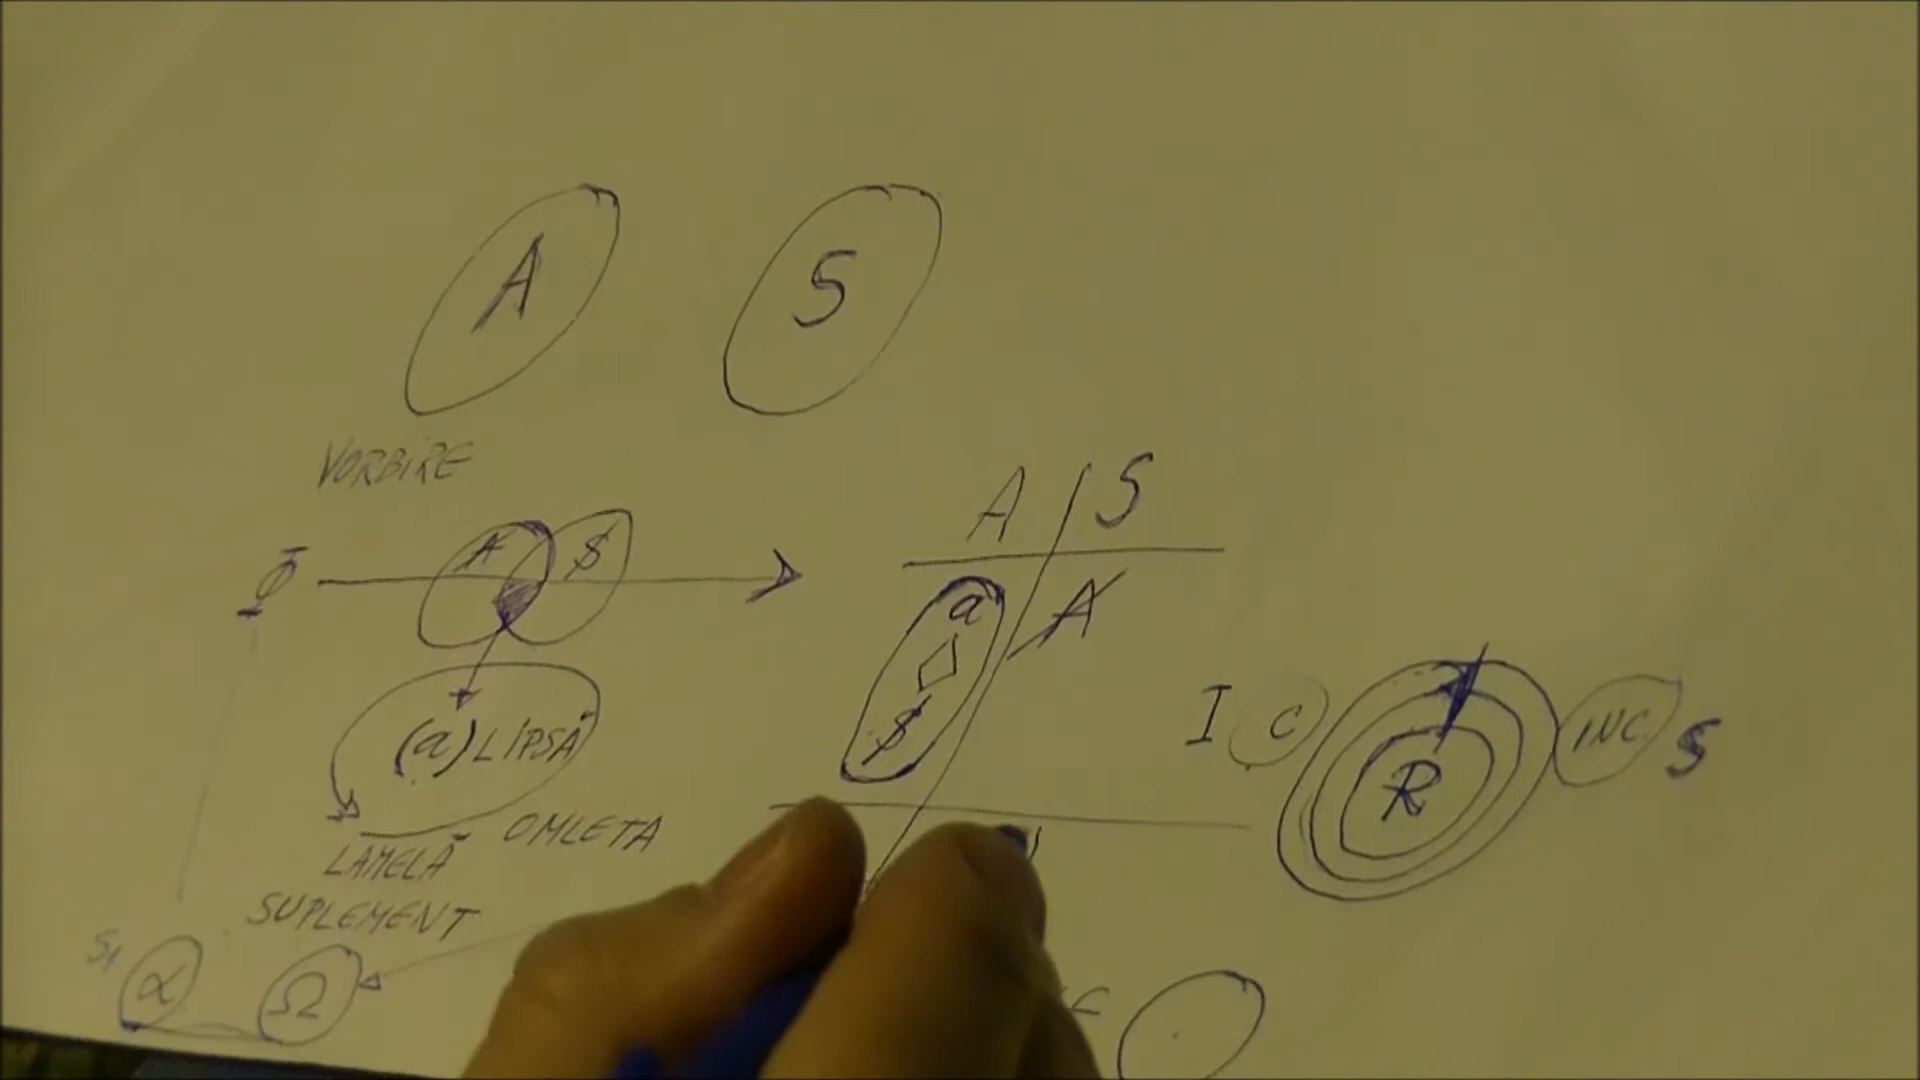 A S
VORBIRE
A S
Φ A $
A̸
a
◇
$
(a) LIPSĂ
I C R INC. S
OMLETA
LAMELĂ
SUPLEMENT
S1 α Ω